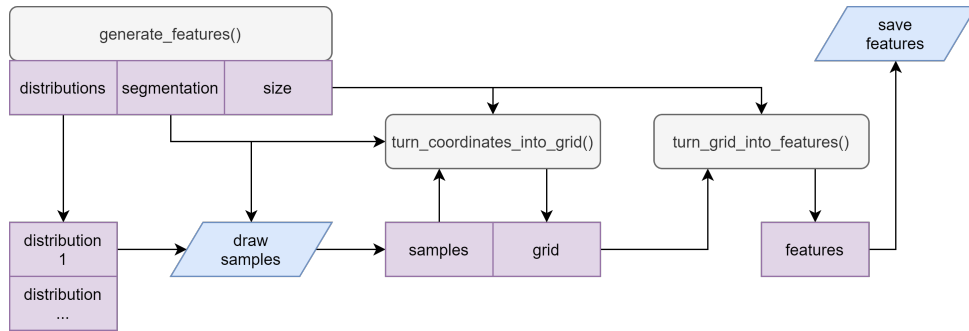 generate_features()
save
features
distributions
segmentation
size
turn_coordinates_into_grid()
turn_grid_into_features()
distribution
1
draw
samples
samples
grid
features
distribution
...